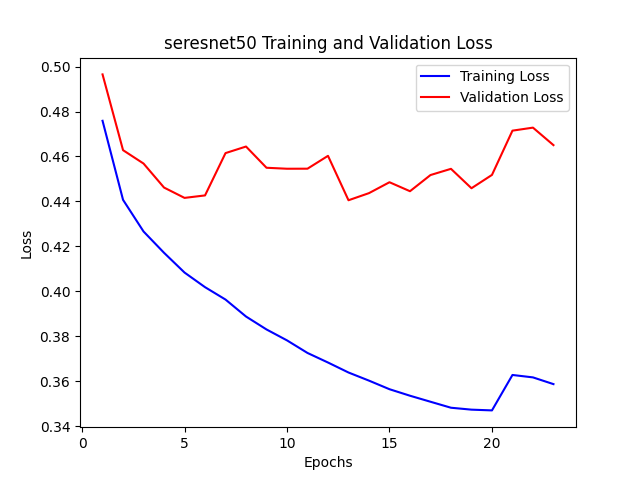 seresnet50 Training and Validation Loss
Training Loss
Validation Loss
0.50
0.48
0.46
0.44
0.42
0.40
0.38
0.36
0.34
Loss
0 5 10 15 20
Epochs